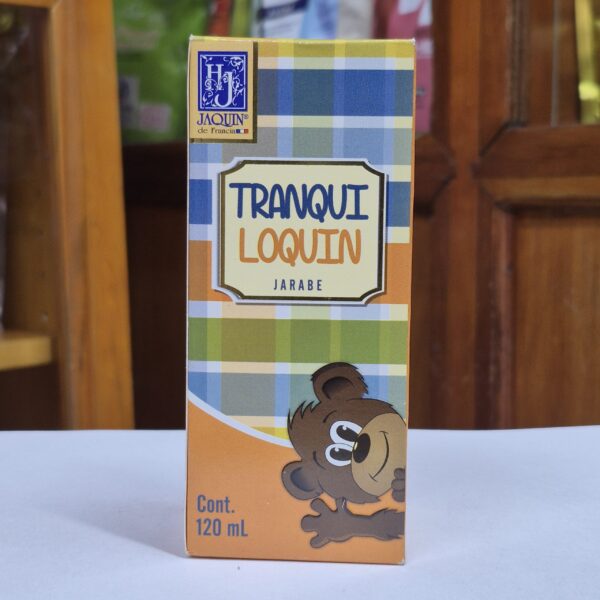 HJ
JAQUIN®
de Francia
TRANQUI
LOQUIN
JARABE
Cont.
120 mL